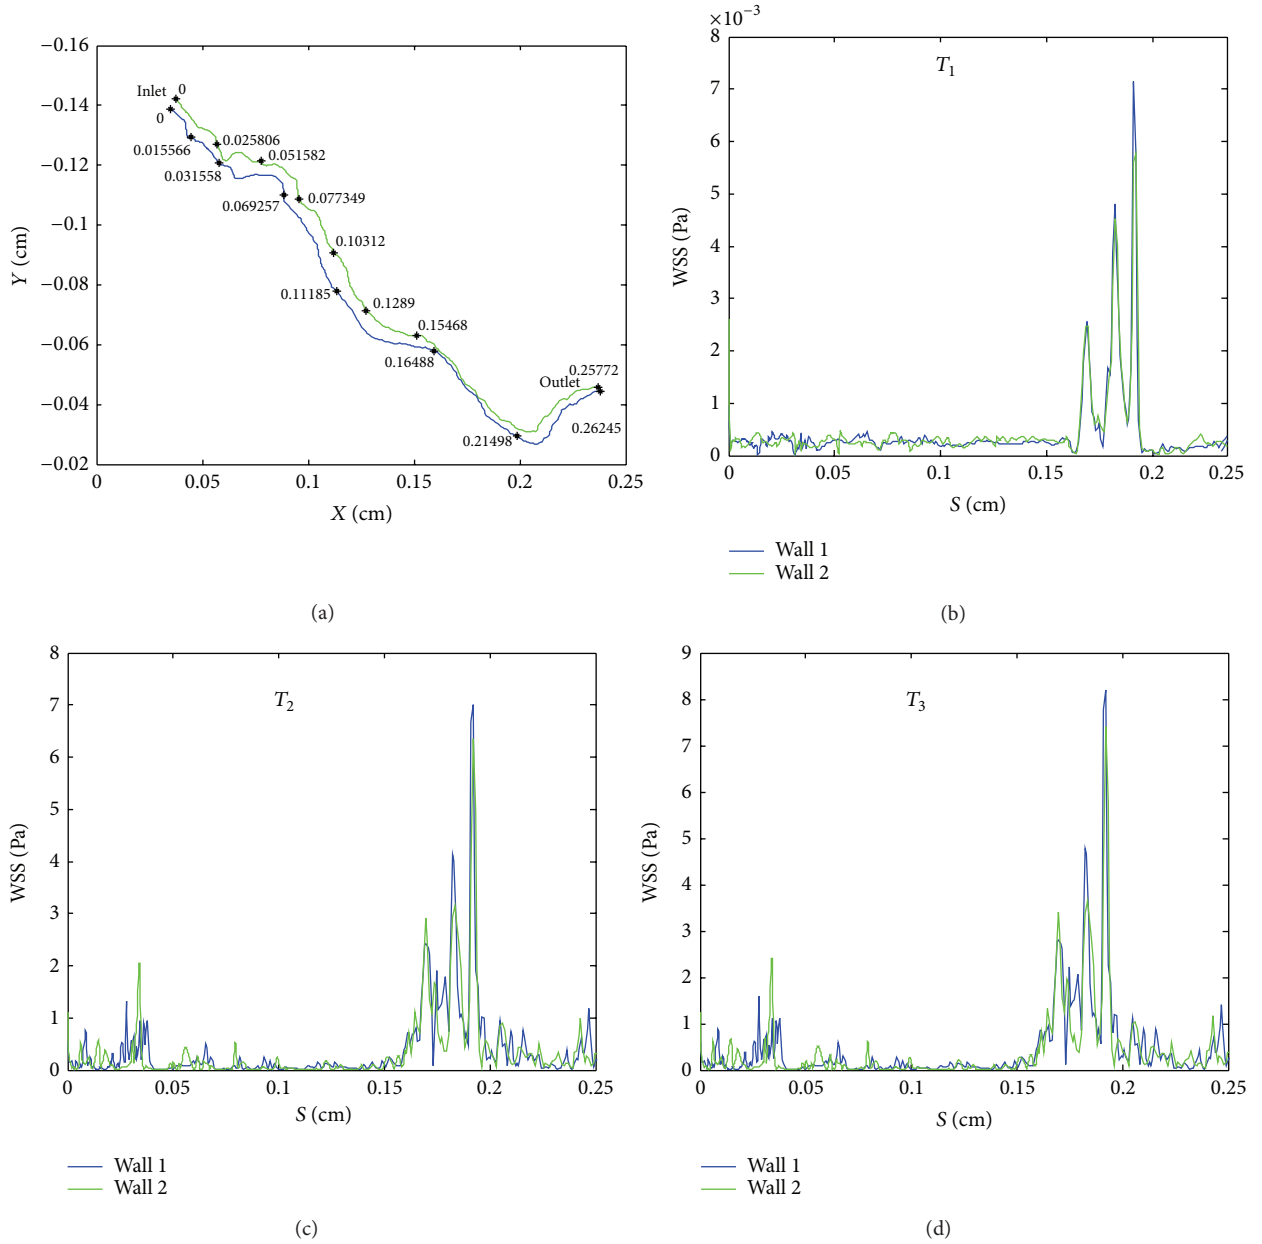 −0.16
−0.14
−0.12
−0.1
−0.08
−0.06
−0.04
−0.02
Y (cm)
0 0.05 0.1 0.15 0.2 0.25
X (cm)
Inlet 0
0
0.015566
0.025806
0.031558
0.051582
0.069257
0.077349
0.10312
0.11185
0.1289
0.15468
0.16488
0.21498
Outlet
0.25772
0.26245
(a)
×10−3
8
7
6
5
4
3
2
1
0
WSS (Pa)
T1
0 0.05 0.1 0.15 0.2 0.25
S (cm)
Wall 1
Wall 2
(b)
8
7
6
5
4
3
2
1
0
WSS (Pa)
T2
0 0.05 0.1 0.15 0.2 0.25
S (cm)
Wall 1
Wall 2
(c)
9
8
7
6
5
4
3
2
1
0
WSS (Pa)
T3
0 0.05 0.1 0.15 0.2 0.25
S (cm)
Wall 1
Wall 2
(d)